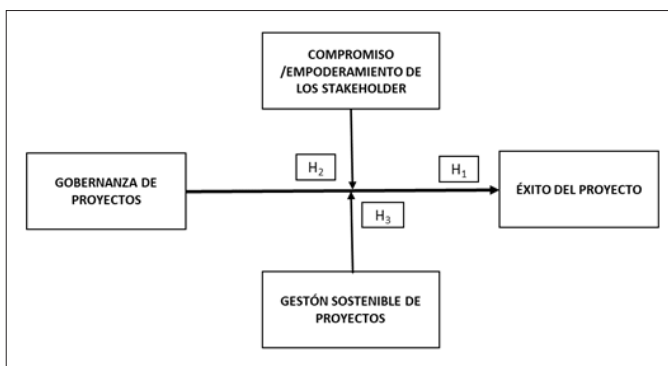 COMPROMISO
/EMPODERAMIENTO DE
LOS STAKEHOLDER
H₂
H₁
GOBERNANZA DE
PROYECTOS
ÉXITO DEL PROYECTO
H₃
GESTÓN SOSTENIBLE DE
PROYECTOS